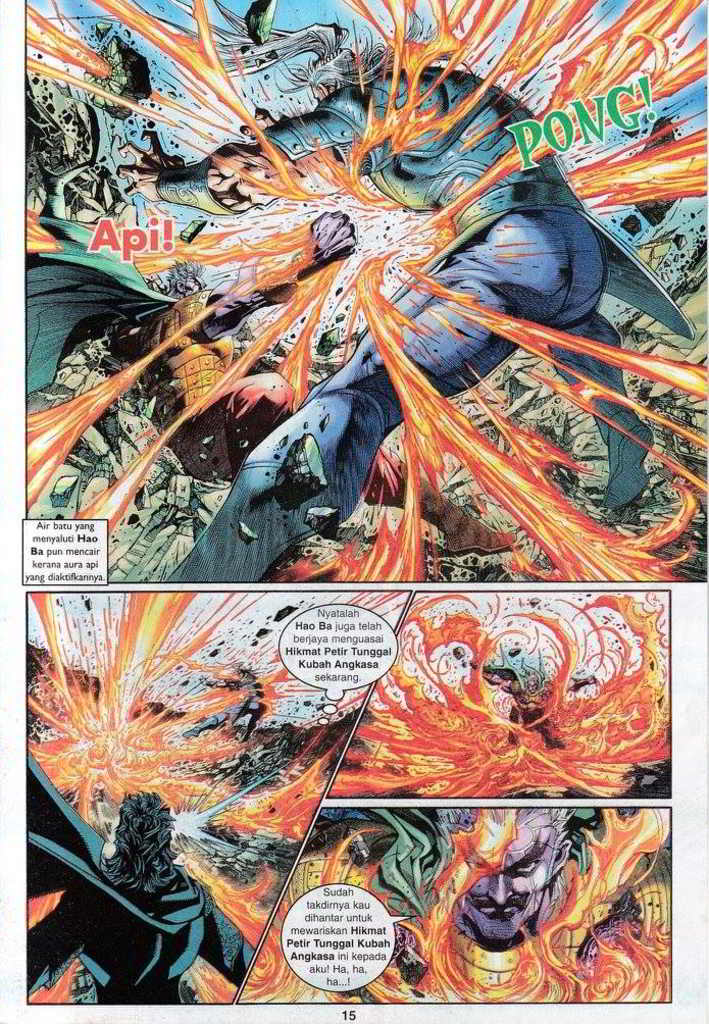 PONG!
Api!
Air batu yang
menyaluti Hao
Ba pun mencair
kerana aura api
yang diaktifkannya.
Nyatalah
Hao Ba juga telah
berjaya menguasai
Hikmat Petir Tunggal
Kubah Angkasa
sekarang.
Sudah
takdirnya kau
dihantar untuk
mewariskan Hikmat
Petir Tunggal Kubah
Angkasa ini kepada
aku! Ha, ha,
ha...!
15